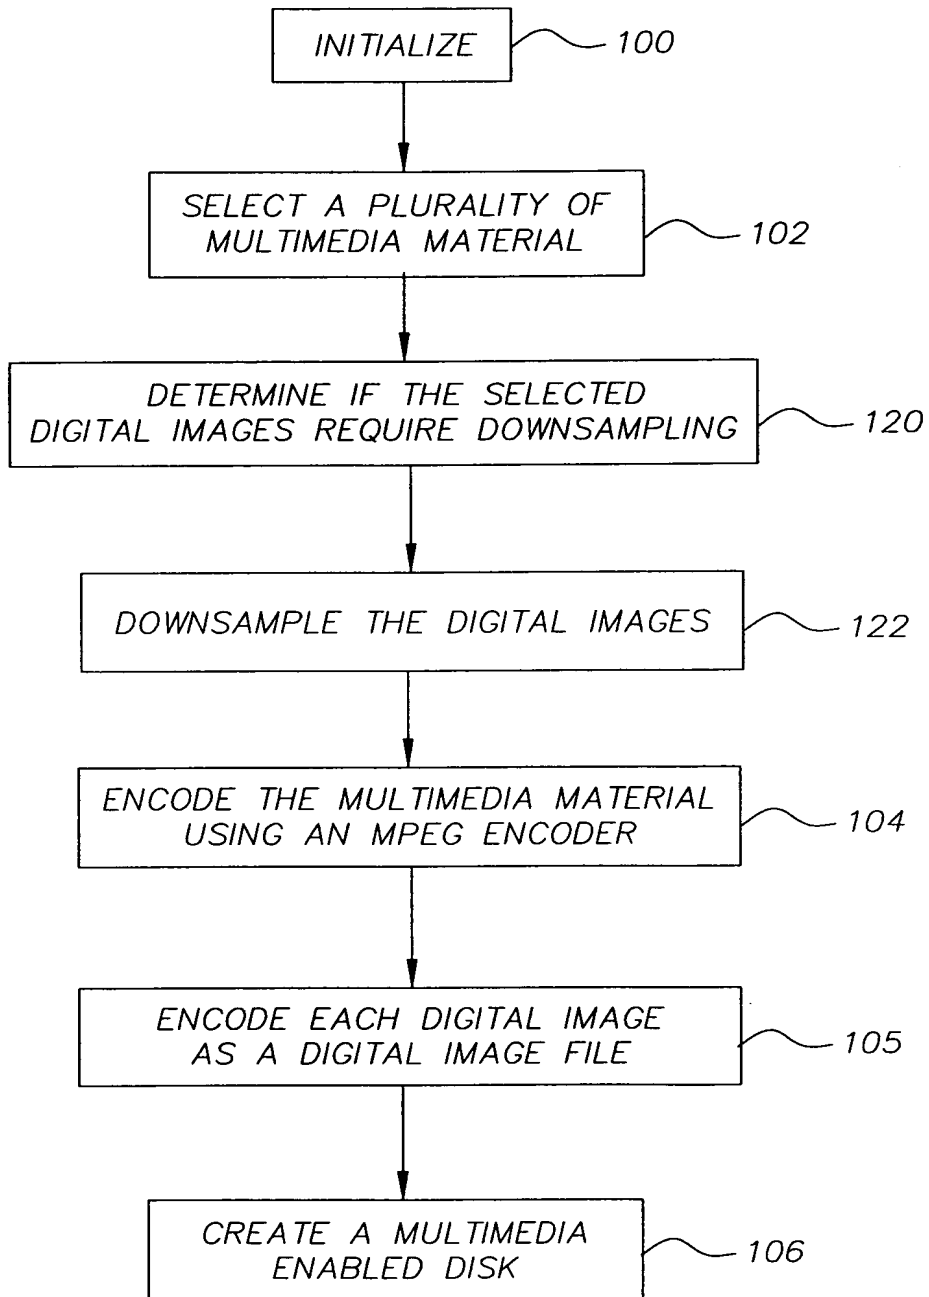 INITIALIZE
100
SELECT A PLURALITY OF
MULTIMEDIA MATERIAL
102
DETERMINE IF THE SELECTED
DIGITAL IMAGES REQUIRE DOWNSAMPLING
120
DOWNSAMPLE THE DIGITAL IMAGES
122
ENCODE THE MULTIMEDIA MATERIAL
USING AN MPEG ENCODER
104
ENCODE EACH DIGITAL IMAGE
AS A DIGITAL IMAGE FILE
105
CREATE A MULTIMEDIA
ENABLED DISK
106